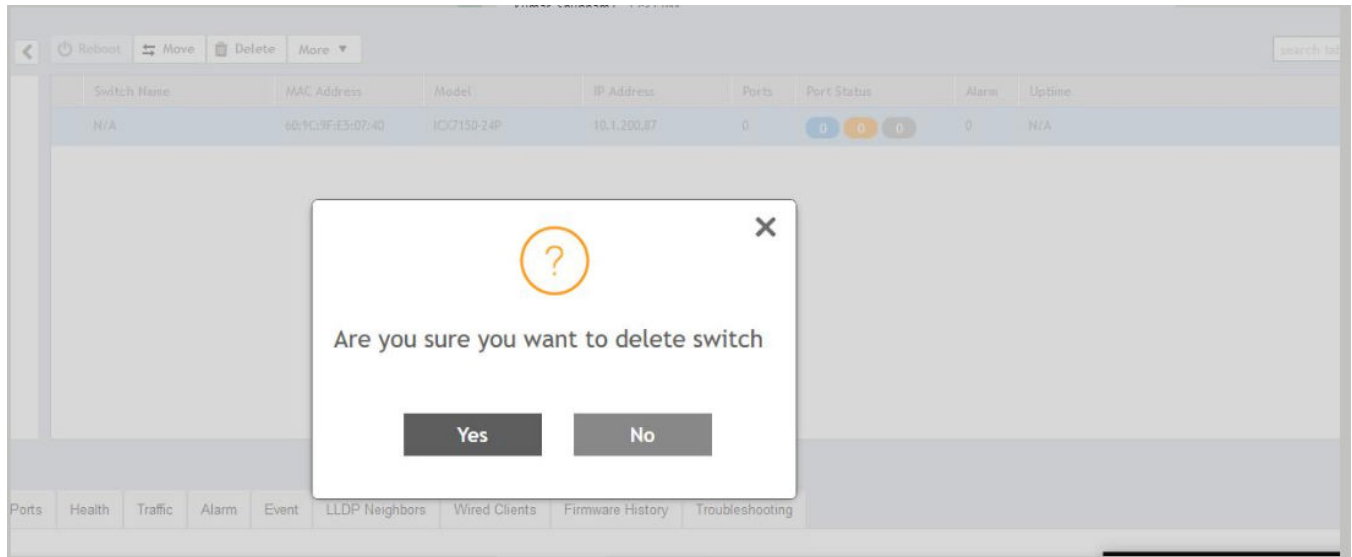 Reboot Move Delete More ▼
Switch Name MAC Address Model IP Address Ports Port Status Alarm Uptime
N/A 60:9C:9F:E5:07:40 ICX7150-24P 10.1.200.87 0 0 0 0 0 N/A
?
Are you sure you want to delete switch
Yes No
Ports Health Traffic Alarm Event LLDP Neighbors Wired Clients Firmware History Troubleshooting